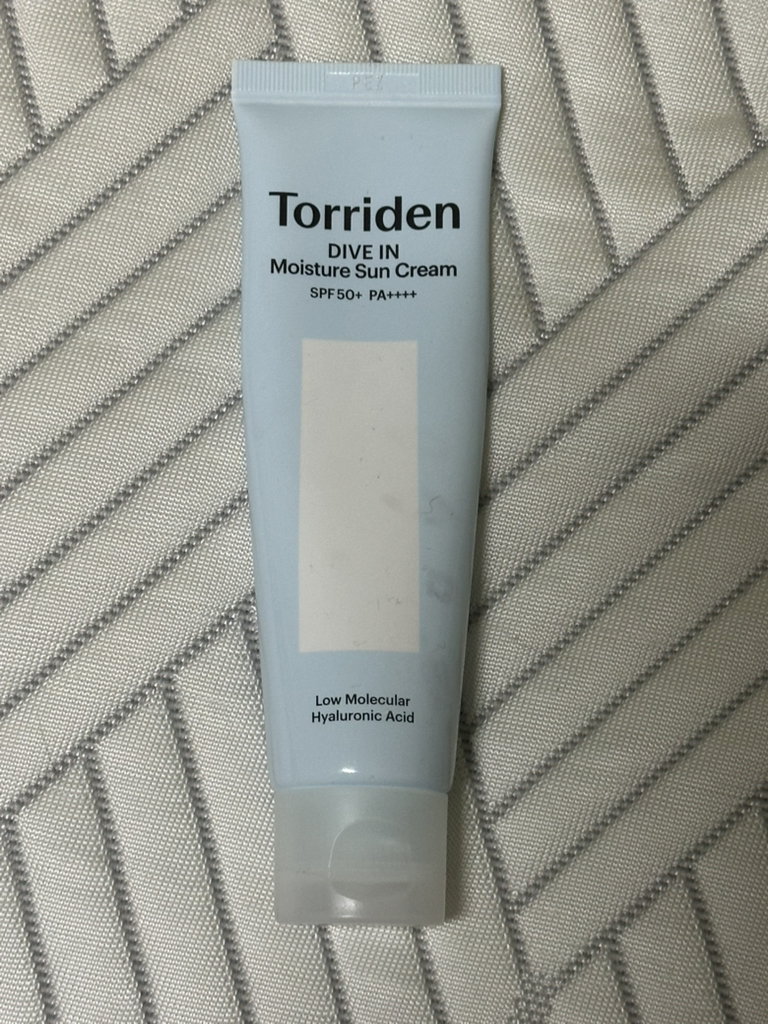 Torriden
DIVE IN
Moisture Sun Cream
SPF50+ PA++++
Low Molecular
Hyaluronic Acid